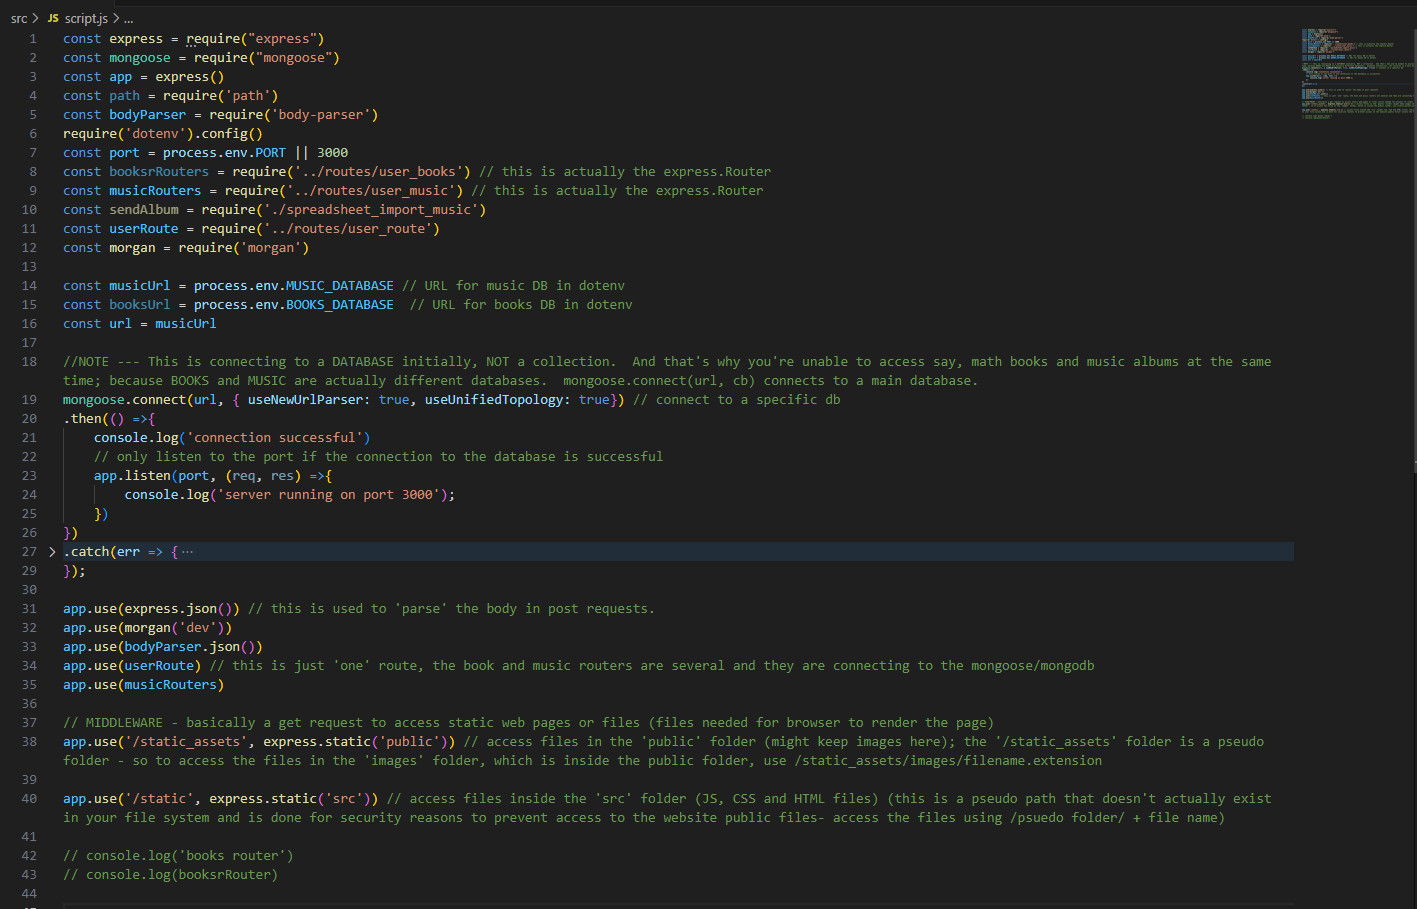 src > JS script.js > ...
1 const express = require("express")
2 const mongoose = require("mongoose")
3 const app = express()
4 const path = require('path')
5 const bodyParser = require('body-parser')
6 require('dotenv').config()
7 const port = process.env.PORT || 3000
8 const booksrRouters = require('../routes/user_books') // this is actually the express.Router
9 const musicRouters = require('../routes/user_music') // this is actually the express.Router
10 const sendAlbum = require('./spreadsheet_import_music')
11 const userRoute = require('../routes/user_route')
12 const morgan = require('morgan')
13
14 const musicUrl = process.env.MUSIC_DATABASE // URL for music DB in dotenv
15 const booksUrl = process.env.BOOKS_DATABASE  // URL for books DB in dotenv
16 const url = musicUrl
17
18 //NOTE --- This is connecting to a DATABASE initially, NOT a collection.  And that's why you're unable to access say, math books and music albums at the same
time; because BOOKS and MUSIC are actually different databases.  mongoose.connect(url, cb) connects to a main database.
19 mongoose.connect(url, { useNewUrlParser: true, useUnifiedTopology: true}) // connect to a specific db
20 .then(() =>{
21     console.log('connection successful')
22     // only listen to the port if the connection to the database is successful
23     app.listen(port, (req, res) =>{
24         console.log('server running on port 3000');
25     })
26 })
27 > .catch(err => { ...
29 });
30
31 app.use(express.json()) // this is used to 'parse' the body in post requests.
32 app.use(morgan('dev'))
33 app.use(bodyParser.json())
34 app.use(userRoute) // this is just 'one' route, the book and music routers are several and they are connecting to the mongoose/mongodb
35 app.use(musicRouters)
36
37 // MIDDLEWARE - basically a get request to access static web pages or files (files needed for browser to render the page)
38 app.use('/static_assets', express.static('public')) // access files in the 'public' folder (might keep images here); the '/static_assets' folder is a pseudo
folder - so to access the files in the 'images' folder, which is inside the public folder, use /static_assets/images/filename.extension
39
40 app.use('/static', express.static('src')) // access files inside the 'src' folder (JS, CSS and HTML files) (this is a pseudo path that doesn't actually exist
in your file system and is done for security reasons to prevent access to the website public files- access the files using /psuedo folder/ + file name)
41
42 // console.log('books router')
43 // console.log(booksrRouter)
44